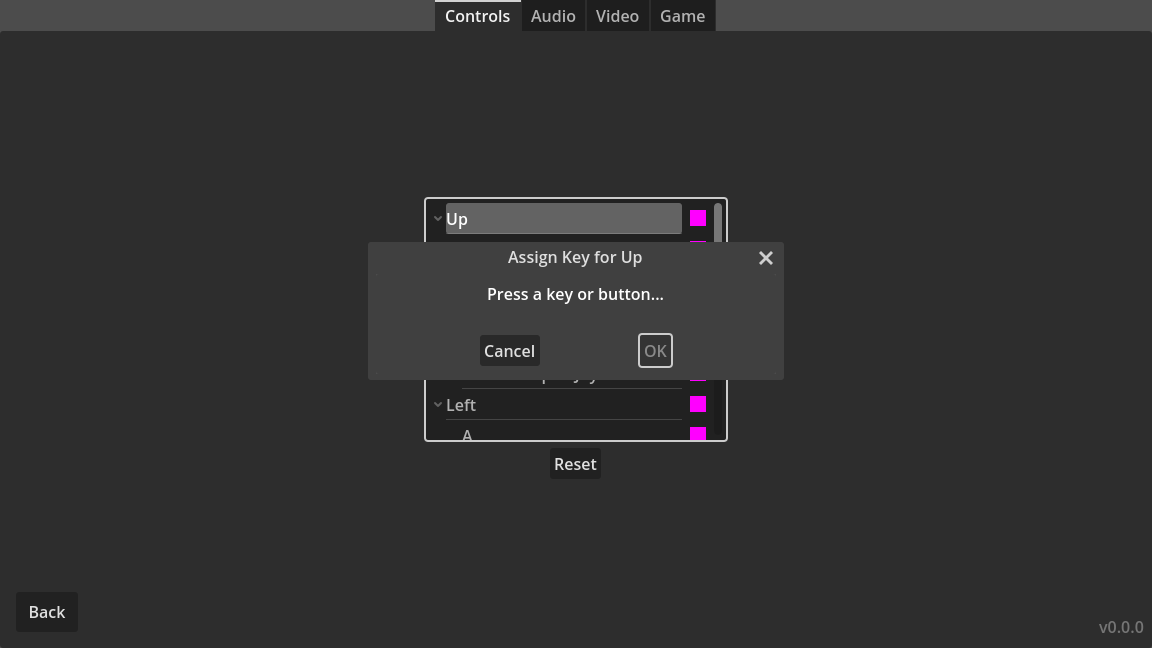 Controls Audio Video Game
Up
Assign Key for Up
Press a key or button...
Cancel OK
Left
A
Reset
Back
v0.0.0